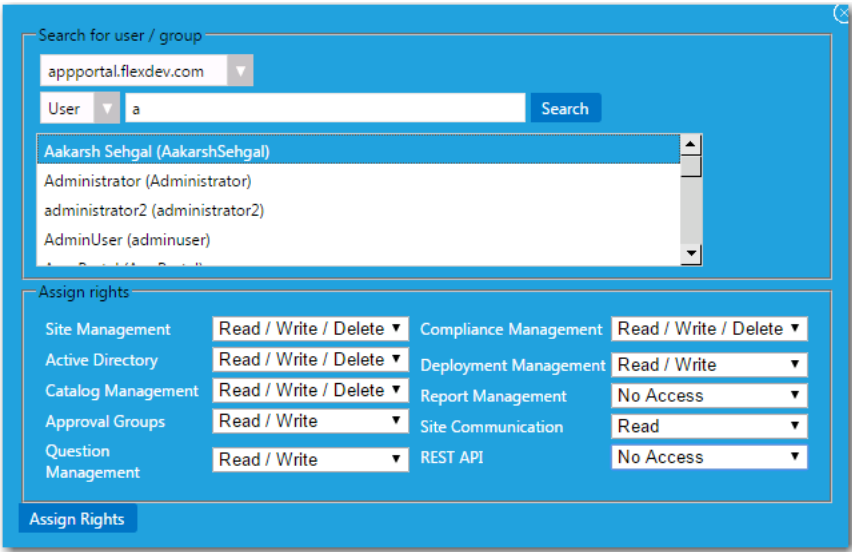 Search for user / group
appportal.flexdev.com
User a Search
Aakarsh Sehgal (AakarshSehgal)
Administrator (Administrator)
administrator2 (administrator2)
AdminUser (adminuser)
Assign rights
Site Management Read / Write / Delete Compliance Management Read / Write / Delete
Active Directory Read / Write / Delete Deployment Management Read / Write
Catalog Management Read / Write / Delete Report Management No Access
Approval Groups Read / Write Site Communication Read
Question
Management Read / Write REST API No Access
Assign Rights